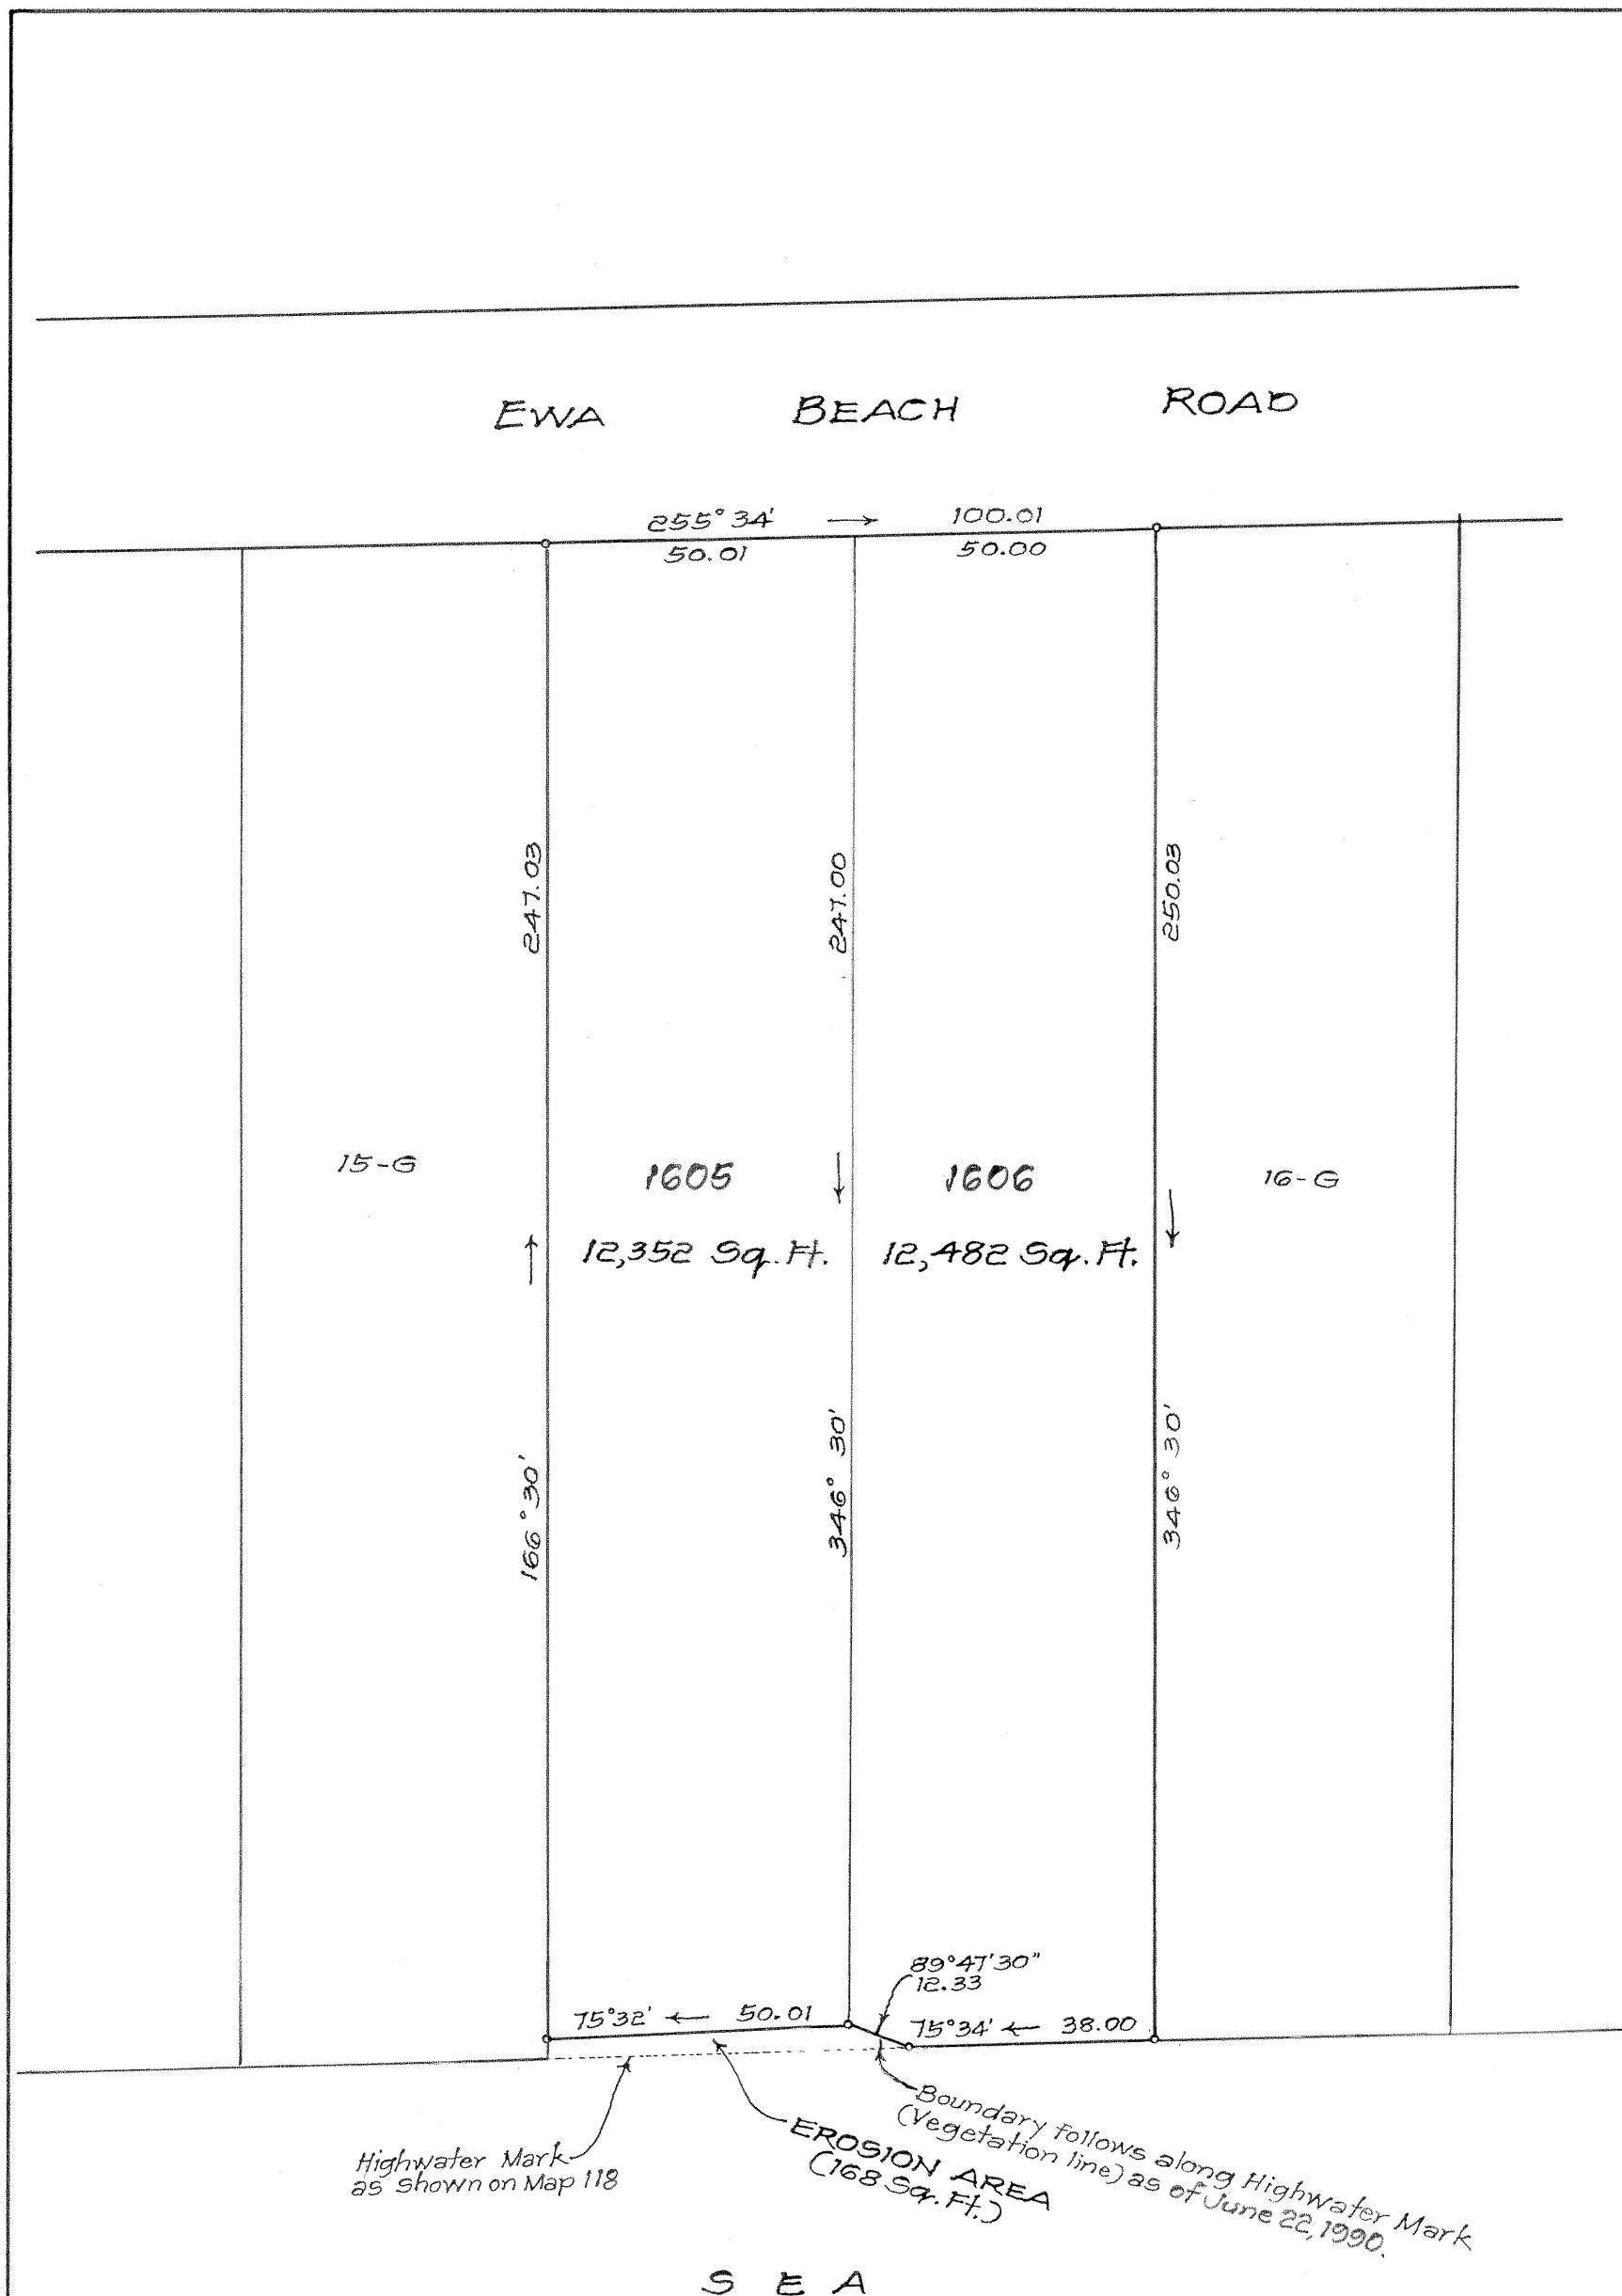 EWA BEACH ROAD
255° 34' → 100.01
50.01
50.00
247.03
247.00
250.03
15-G
1605
1606
16-G
12,352 Sq. Ft.
12,482 Sq. Ft.
166° 30'
346° 30'
346° 30'
89° 47' 30"
12.33
75° 32' ← 50.01
75° 34' ← 38.00
Highwater Mark
as Shown on Map 118
EROSION AREA
(168 Sq. Ft.)
Boundary follows along Highwater Mark
(Vegetation line) as of June 22, 1990.
SEA